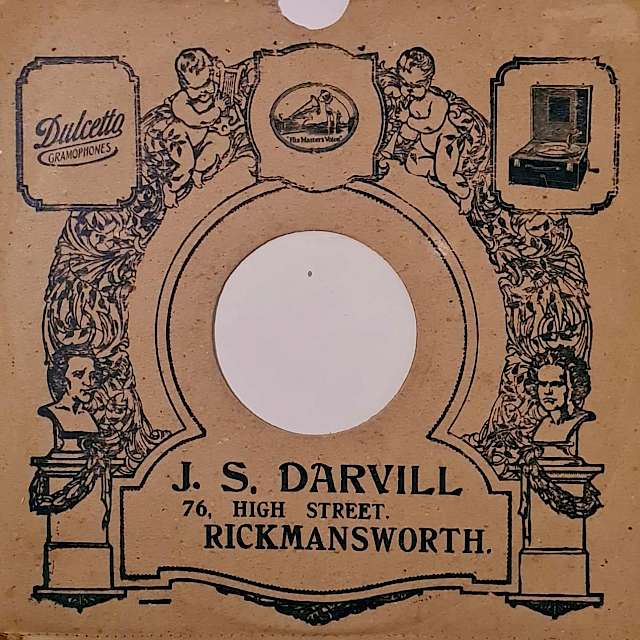 Dulcetto
GRAMOPHONES
His Master's Voice
J. S. DARVILL
76, HIGH STREET.
RICKMANSWORTH.